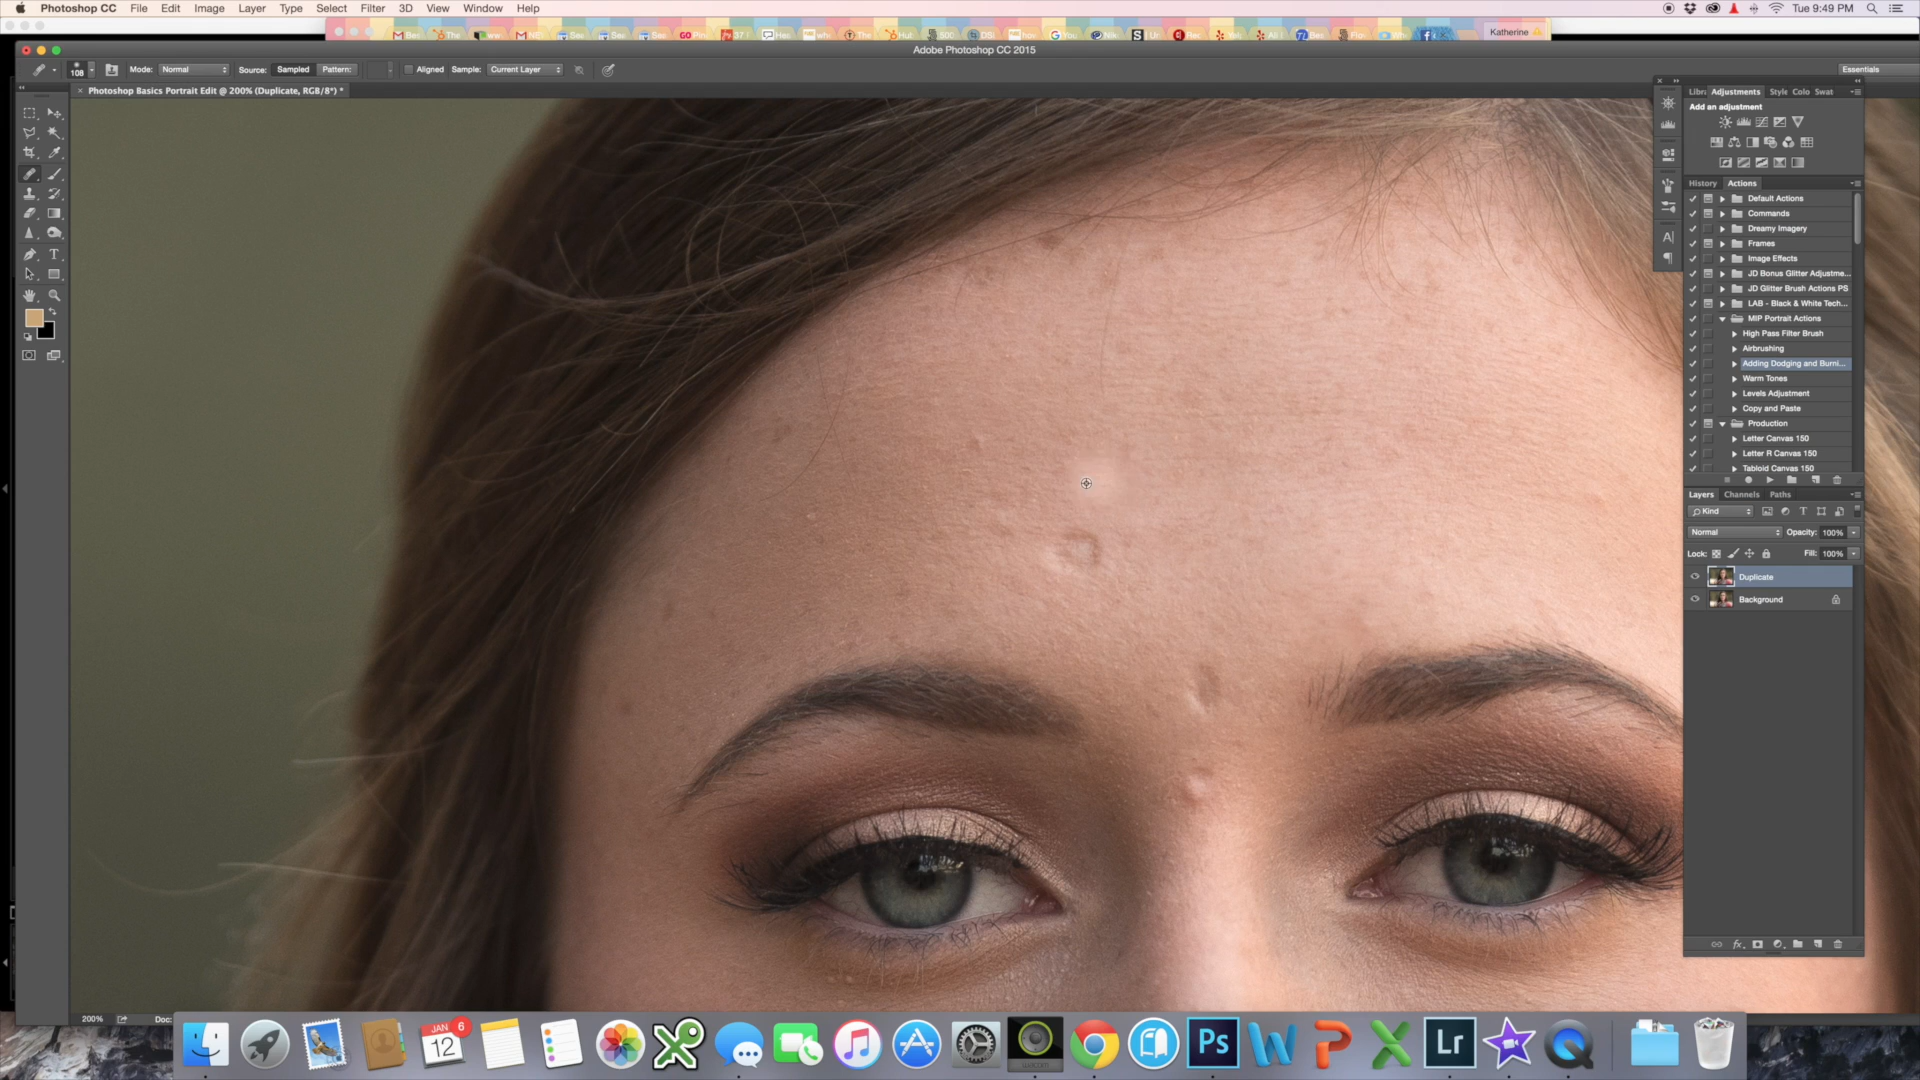 Photoshop CC File Edit Image Layer Type Select Filter 3D View Window Help
Tue 9:49 PM
Katherine
Adobe Photoshop CC 2015
108 Mode: Normal Source: Sampled Pattern: Aligned Sample: Current Layer
Essentials
Photoshop Basics Portrait Edit @ 200% (Duplicate, RGB/8*) *
Libr Adjustments Style Colo Swat
Add an adjustment
History Actions
Default Actions
Commands
Dreamy Imagery
Frames
Image Effects
JD Bonus Glitter Adjustme...
JD Glitter Brush Actions PS
LAB - Black & White Tech...
MIP Portrait Actions
High Pass Filter Brush
Airbrushing
Adding Dodging and Burni...
Warm Tones
Levels Adjustment
Copy and Paste
Production
Letter Canvas 150
Letter R Canvas 150
Tabloid Canvas 150
Layers Channels Paths
Kind
Normal Opacity: 100%
Lock: Fill: 100%
Duplicate
Background
200% Doc:
JAN 6
12
Ps
Lr